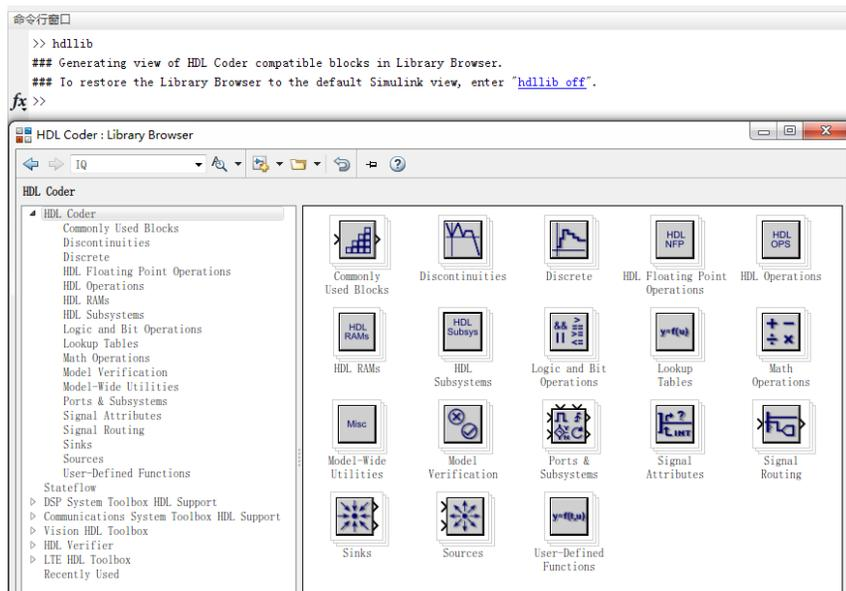 命令行窗口
>> hdllib
### Generating view of HDL Coder compatible blocks in Library Browser.
### To restore the Library Browser to the default Simulink view, enter "hdllib off".
fx >>
HDL Coder : Library Browser
IQ
HDL Coder
HDL Coder
Commonly Used Blocks
Discontinuities
Discrete
HDL Floating Point Operations
HDL Operations
HDL RAMs
HDL Subsystems
Logic and Bit Operations
Lookup Tables
Math Operations
Model Verification
Model-Wide Utilities
Ports & Subsystems
Signal Attributes
Signal Routing
Sinks
Sources
User-Defined Functions
Stateflow
DSP System Toolbox HDL Support
Communications System Toolbox HDL Support
Vision HDL Toolbox
HDL Verifier
LTE HDL Toolbox
Recently Used
HDL
NFP
HDL
OPS
Commonly
Used Blocks
Discontinuities
Discrete
HDL Floating Point
Operations
HDL Operations
HDL
RAMs
HDL
Subsys
&& >
|| >=
<=
y=f(u)
+ −
÷ ×
HDL RAMs
HDL
Subsystems
Logic and Bit
Operations
Lookup
Tables
Math
Operations
Misc
?
INT
Model-Wide
Utilities
Model
Verification
Ports &
Subsystems
Signal
Attributes
Signal
Routing
y=f(t,u)
Sinks
Sources
User-Defined
Functions